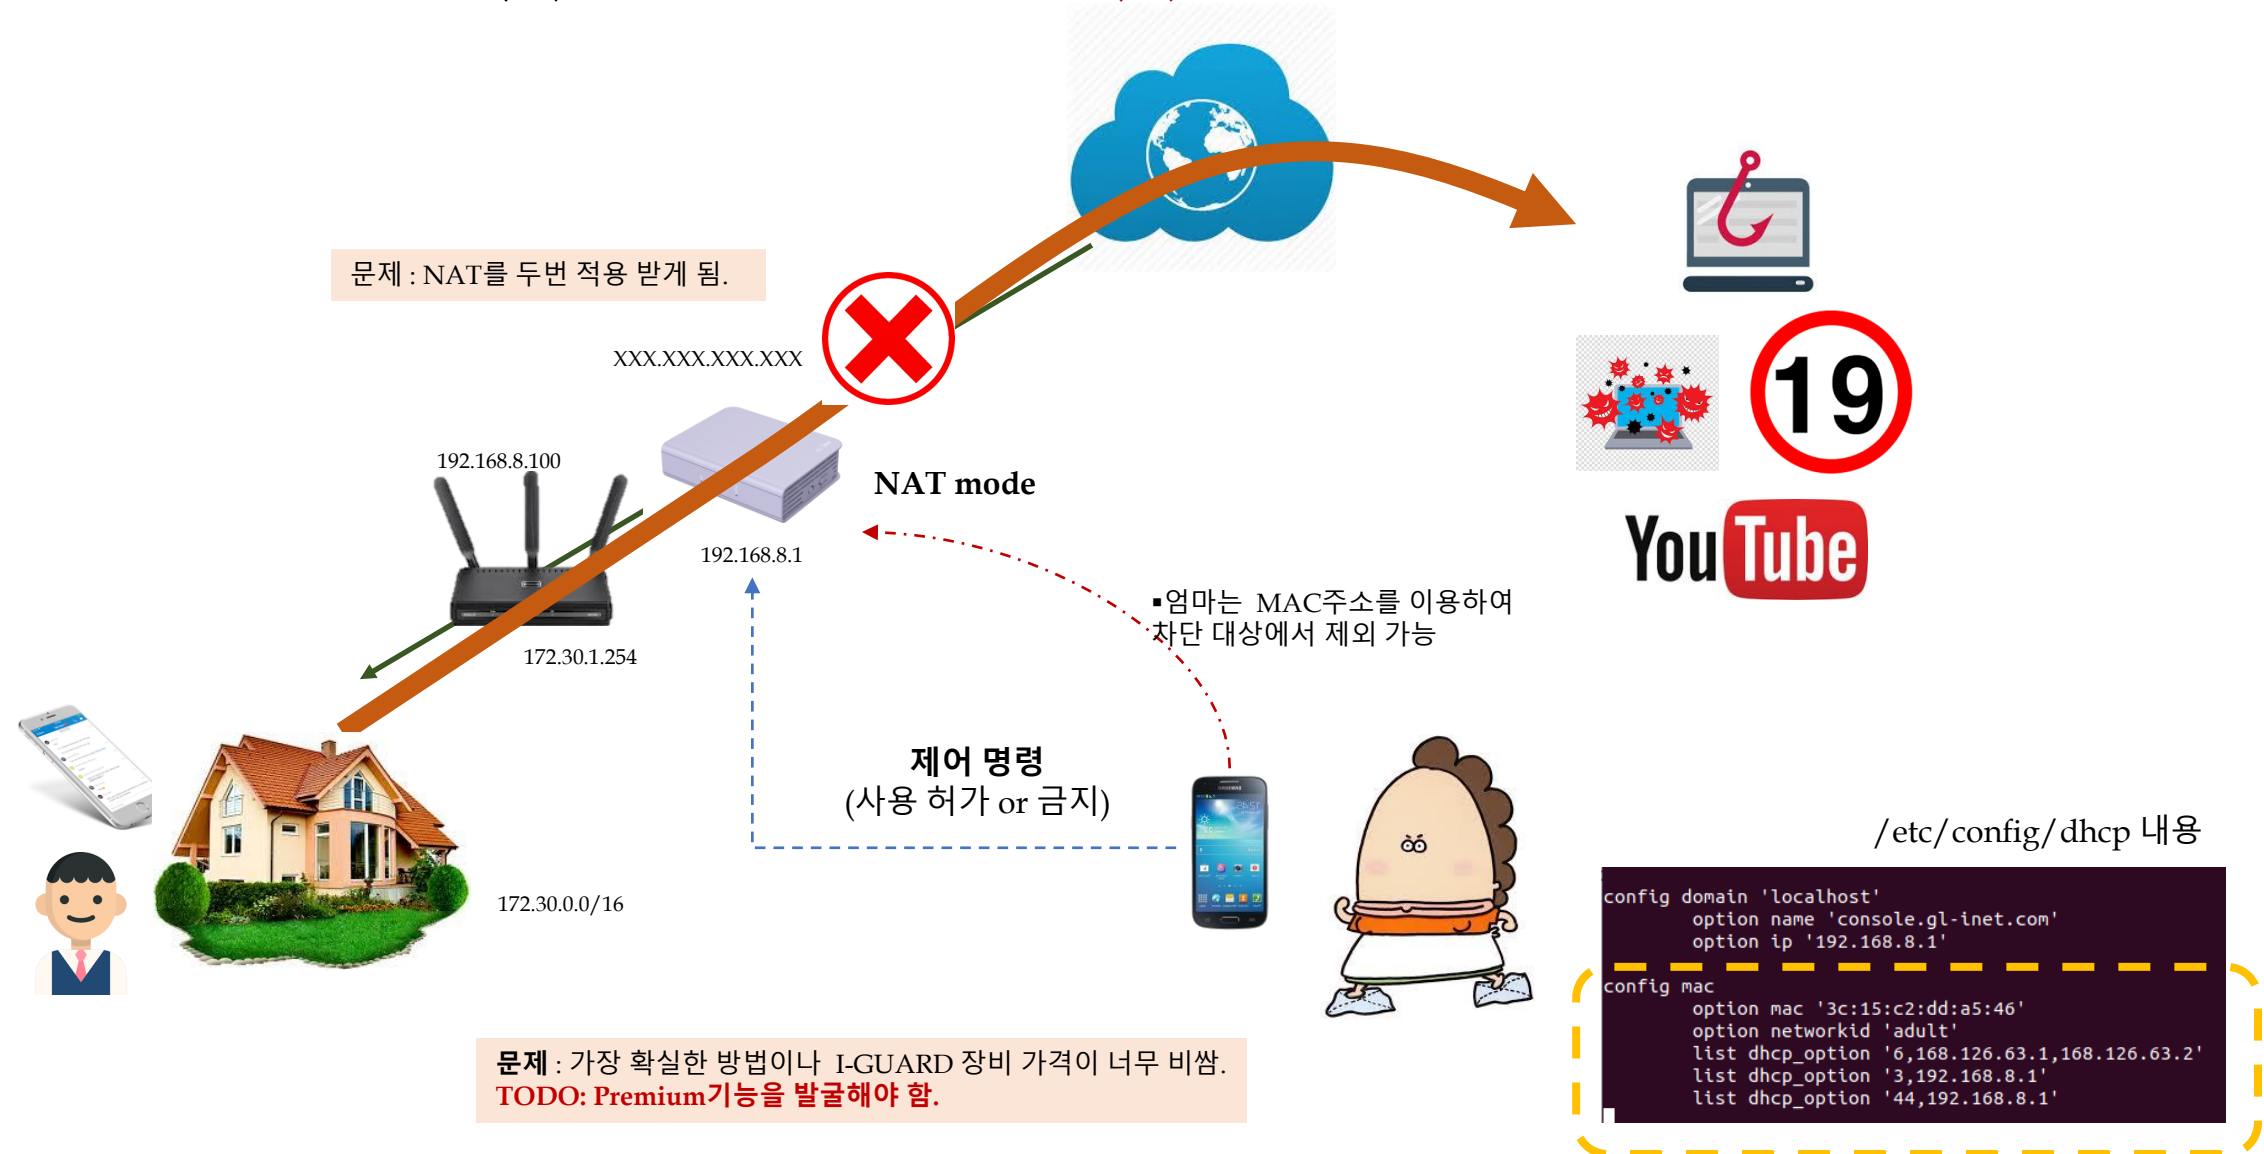 문제 : NAT를 두번 적용 받게 됨.
XXX.XXX.XXX.XXX
192.168.8.100
NAT mode
192.168.8.1
172.30.1.254
19
YouTube
▪엄마는 MAC주소를 이용하여
차단 대상에서 제외 가능
제어 명령
(사용 허가 or 금지)
SAMSUNG
172.30.0.0/16
/etc/config/dhcp 내용
config domain 'localhost'
option name 'console.gl-inet.com'
option ip '192.168.8.1'
config mac
option mac '3c:15:c2:dd:a5:46'
option networkid 'adult'
list dhcp_option '6,168.126.63.1,168.126.63.2'
list dhcp_option '3,192.168.8.1'
list dhcp_option '44,192.168.8.1'
문제 : 가장 확실한 방법이나 I-GUARD 장비 가격이 너무 비쌈.
TODO: Premium기능을 발굴해야 함.